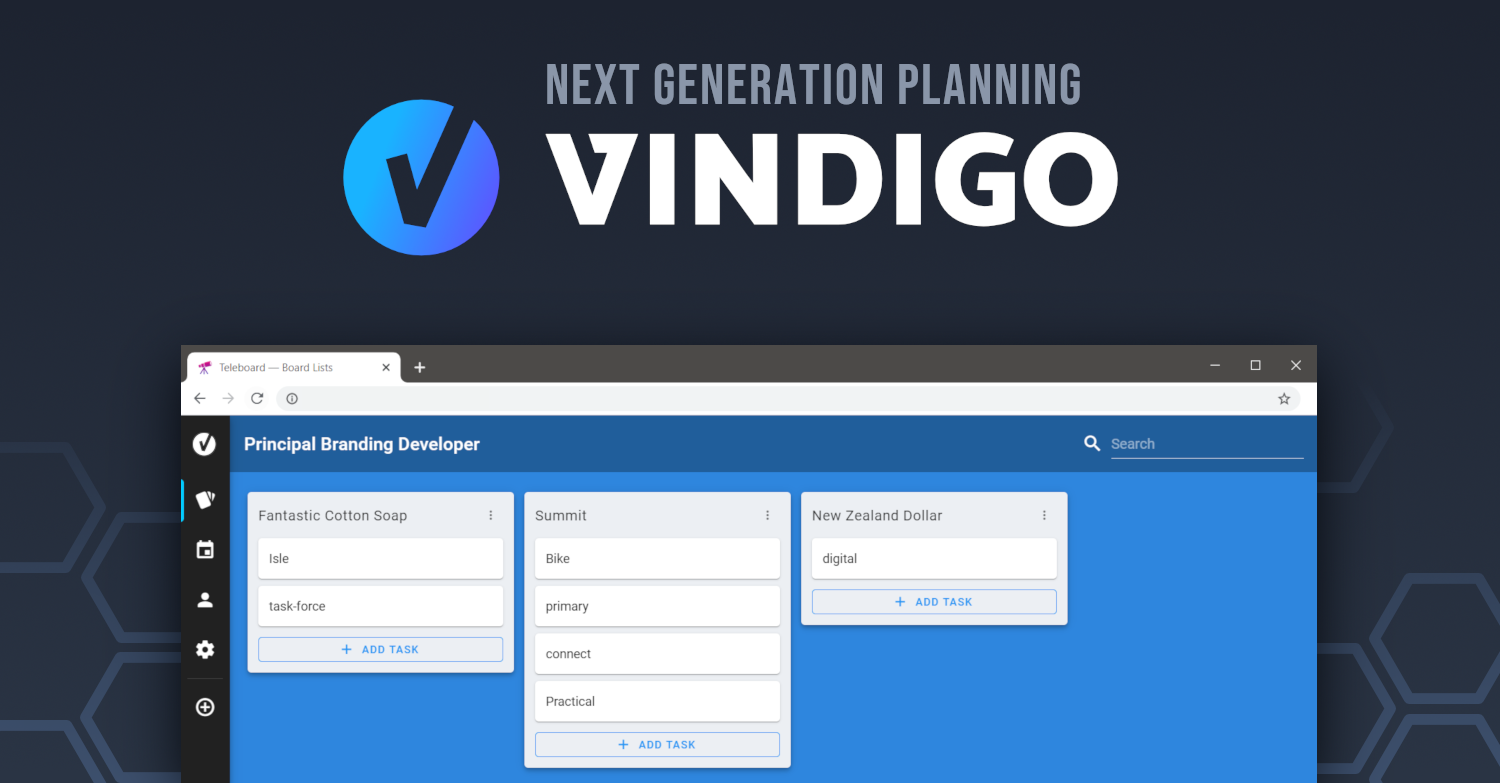 NEXT GENERATION PLANNING
VINDIGO
Teleboard — Board Lists
Principal Branding Developer
Search
Fantastic Cotton Soap
Isle
task-force
ADD TASK
Summit
Bike
primary
connect
Practical
ADD TASK
New Zealand Dollar
digital
ADD TASK